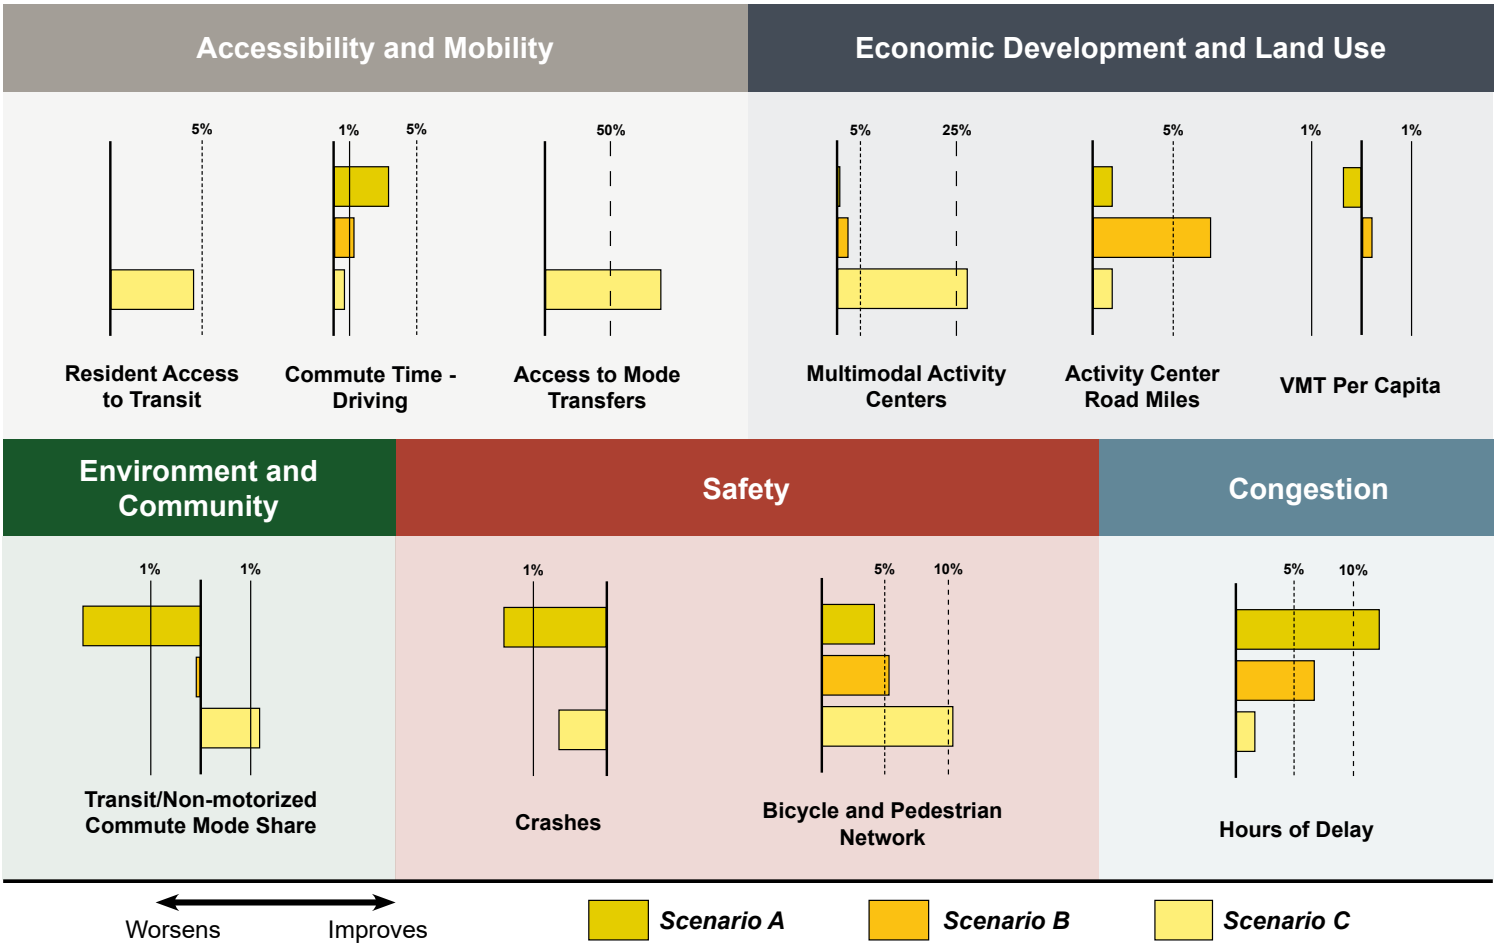 Accessibility and Mobility
Economic Development and Land Use
5%
1%
5%
50%
5%
25%
5%
1%
1%
Resident Access
to Transit
Commute Time -
Driving
Access to Mode
Transfers
Multimodal Activity
Centers
Activity Center
Road Miles
VMT Per Capita
Environment and
Community
Safety
Congestion
1%
1%
1%
5%
10%
5%
10%
Transit/Non-motorized
Commute Mode Share
Crashes
Bicycle and Pedestrian
Network
Hours of Delay
Worsens
Improves
Scenario A
Scenario B
Scenario C